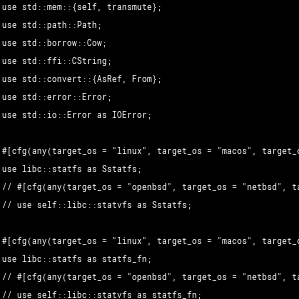 use std::mem::{self, transmute};
use std::path::Path;
use std::borrow::Cow;
use std::ffi::CString;
use std::convert::{AsRef, From};
use std::error::Error;
use std::io::Error as IOError;
#[cfg(any(target_os = "linux", target_os = "macos", target_o
use libc::statfs as Sstatfs;
// #[cfg(any(target_os = "openbsd", target_os = "netbsd", ta
// use self::libc::statvfs as Sstatfs;
#[cfg(any(target_os = "linux", target_os = "macos", target_o
use libc::statfs as statfs_fn;
// #[cfg(any(target_os = "openbsd", target_os = "netbsd", ta
// use self::libc::statvfs as statfs_fn;